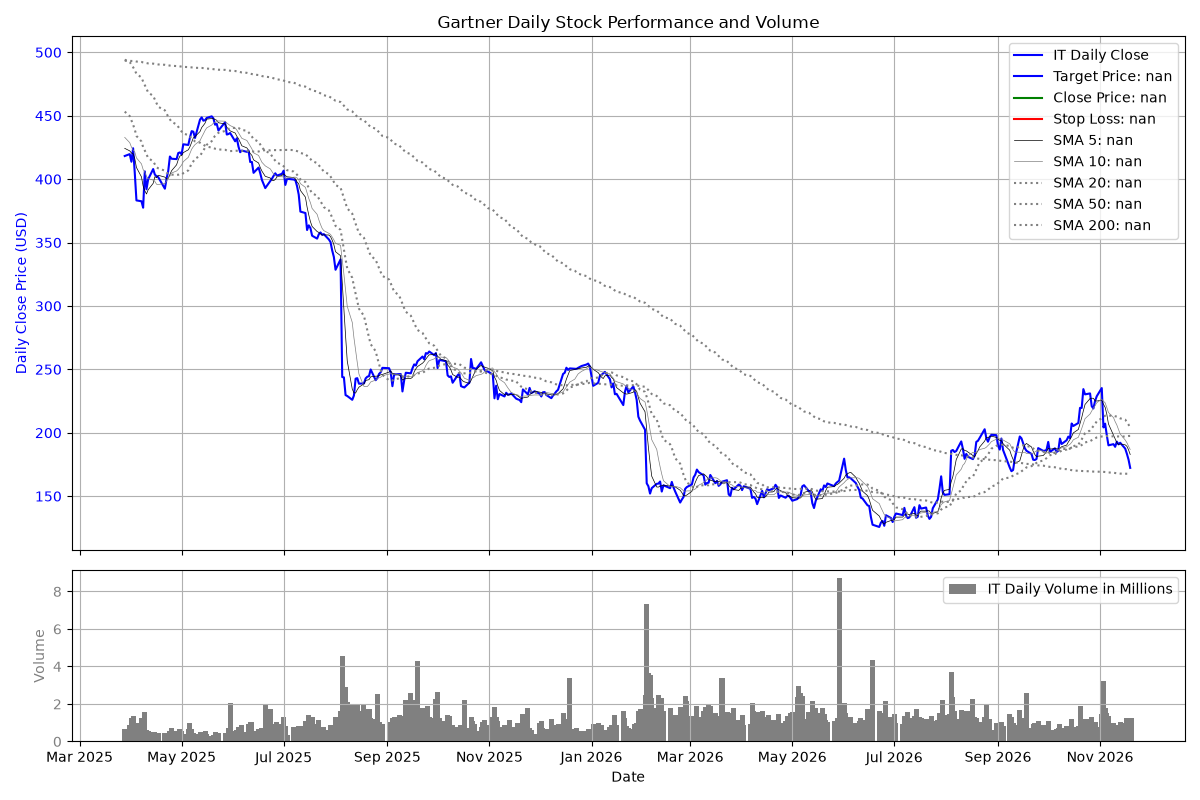 Gartner Daily Stock Performance and Volume
500
450
400
350
300
250
200
150
Daily Close Price (USD)
IT Daily Close
Target Price: nan
Close Price: nan
Stop Loss: nan
SMA 5: nan
SMA 10: nan
SMA 20: nan
SMA 50: nan
SMA 200: nan
8
6
4
2
0
Volume
IT Daily Volume in Millions
Mar 2025 May 2025 Jul 2025 Sep 2025 Nov 2025 Jan 2026 Mar 2026 May 2026 Jul 2026 Sep 2026 Nov 2026
Date